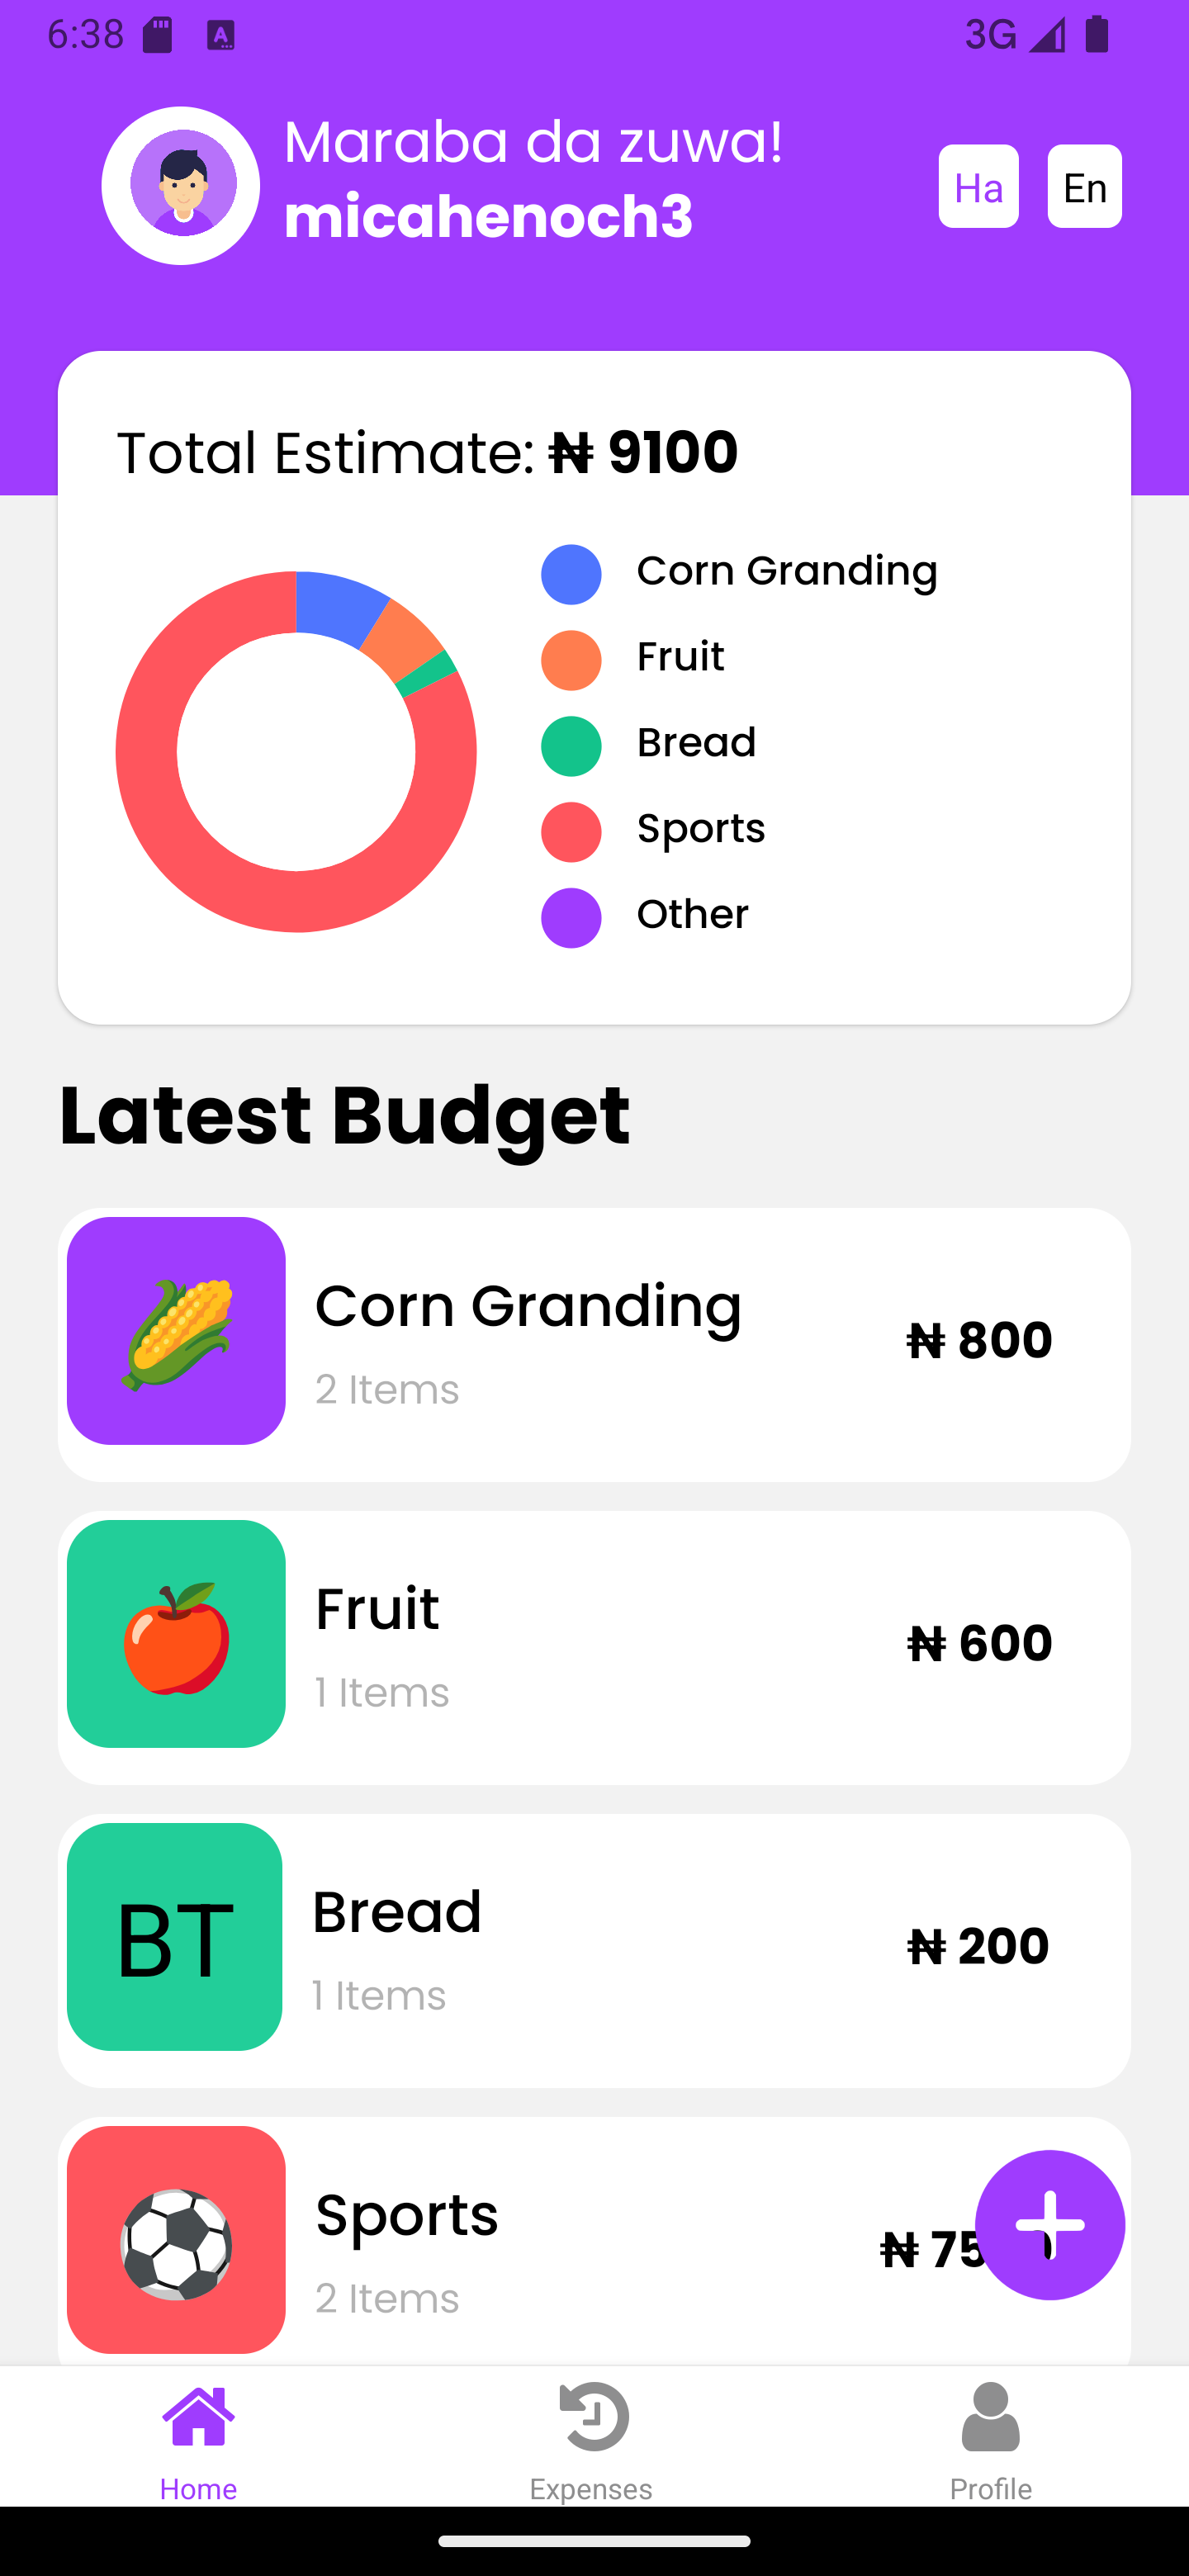 6:38
3G
Maraba da zuwa!
micahenoch3
Ha
En
Total Estimate: ₦ 9100
Corn Granding
Fruit
Bread
Sports
Other
Latest Budget
Corn Granding
2 Items
₦ 800
Fruit
1 Items
₦ 600
BT
Bread
1 Items
₦ 200
Sports
2 Items
Home
Expenses
Profile